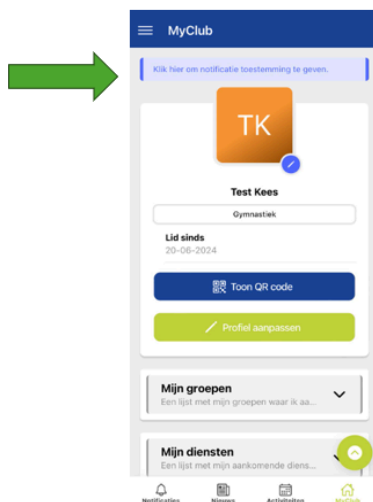 MyClub
Klik hier om notificatie toestemming te geven.
TK
Test Kees
Gymnastiek
Lid sinds
20-06-2024
Toon QR code
Profiel aanpassen
Mijn groepen
Een lijst met mijn groepen waar ik aa...
Mijn diensten
Een lijst met mijn aankomende diens...
Notificaties Nieuws Activiteiten MyClub